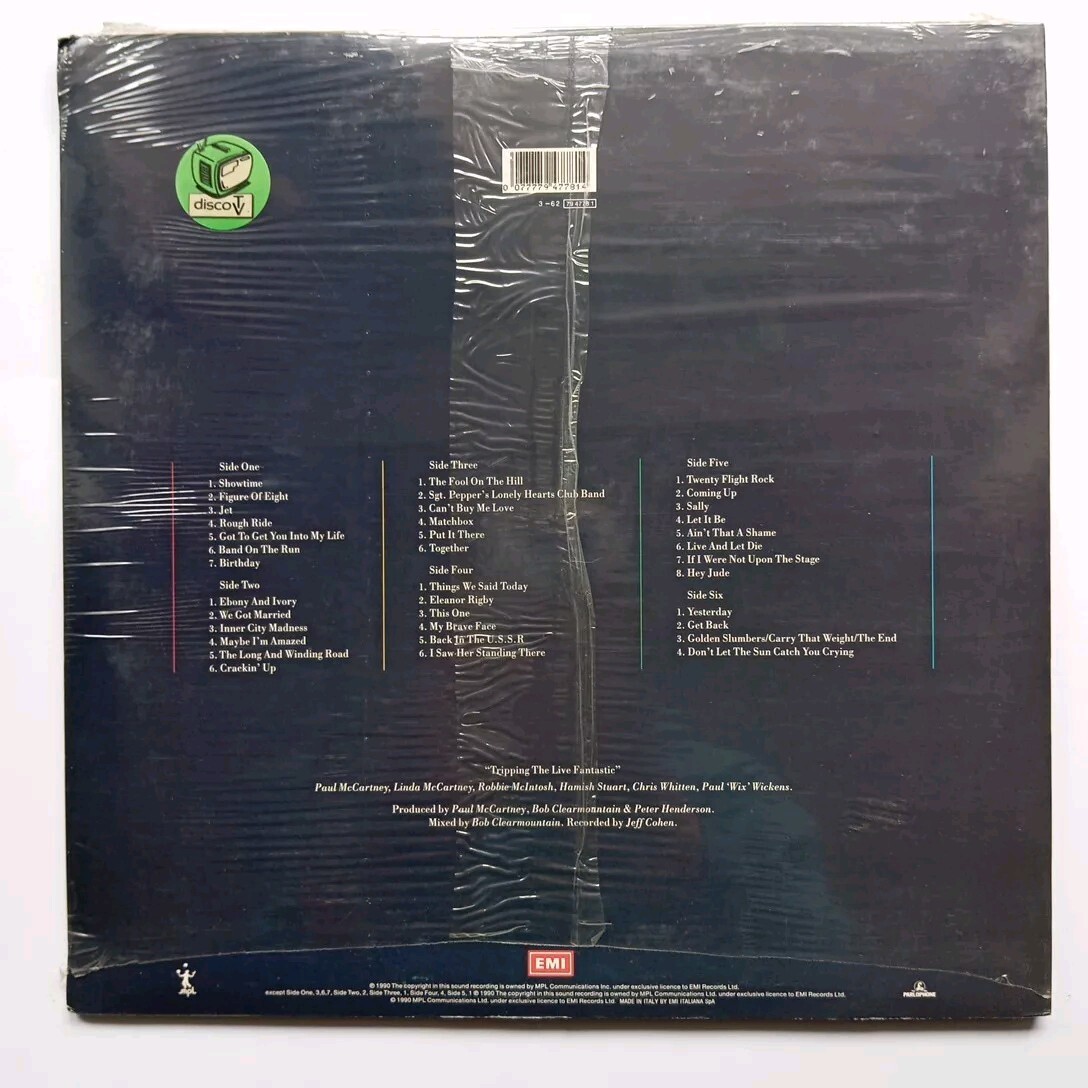 disco TV
0 077779 477814
3-62 79 4778 1
Side One
1. Showtime
2. Figure Of Eight
3. Jet
4. Rough Ride
5. Got To Get You Into My Life
6. Band On The Run
7. Birthday
Side Two
1. Ebony And Ivory
2. We Got Married
3. Inner City Madness
4. Maybe I'm Amazed
5. The Long And Winding Road
6. Crackin' Up
Side Three
1. The Fool On The Hill
2. Sgt. Pepper's Lonely Hearts Club Band
3. Can't Buy Me Love
4. Matchbox
5. Put It There
6. Together
Side Four
1. Things We Said Today
2. Eleanor Rigby
3. This One
4. My Brave Face
5. Back In The U.S.S.R
6. I Saw Her Standing There
Side Five
1. Twenty Flight Rock
2. Coming Up
3. Sally
4. Let It Be
5. Ain't That A Shame
6. Live And Let Die
7. If I Were Not Upon The Stage
8. Hey Jude
Side Six
1. Yesterday
2. Get Back
3. Golden Slumbers/Carry That Weight/The End
4. Don't Let The Sun Catch You Crying
"Tripping The Live Fantastic"
Paul McCartney, Linda McCartney, Robbie McIntosh, Hamish Stuart, Chris Whitten, Paul 'Wix' Wickens.
Produced by Paul McCartney, Bob Clearmountain & Peter Henderson.
Mixed by Bob Clearmountain. Recorded by Jeff Cohen.
EMI
℗ 1990 The copyright in this sound recording is owned by MPL Communications Inc. under exclusive licence to EMI Records Ltd.
except Side One, 3,6,7, Side Two, 2, Side Three, 1, Side Four, 4, Side 5, 1 ℗ 1990 The copyright in this sound recording is owned by MPL Communications Ltd. under exclusive licence to EMI Records Ltd.
© 1990 MPL Communications Ltd. under exclusive licence to EMI Records Ltd. MADE IN ITALY BY EMI ITALIANA SpA
PARLOPHONE